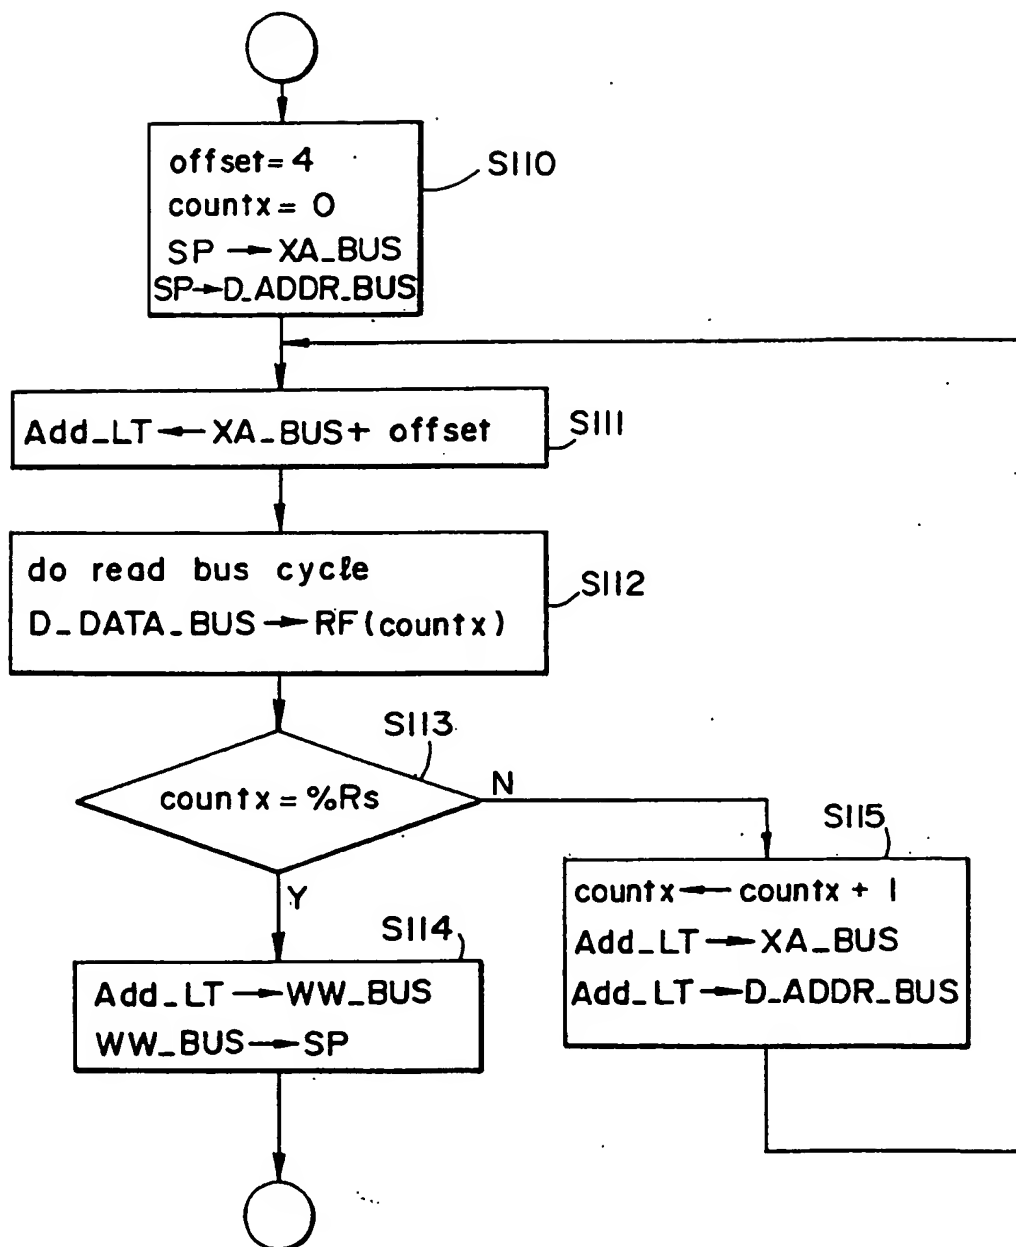 offset=4
countx=0
SP→XA_BUS
SP→D_ADDR_BUS
S110
Add_LT←XA_BUS+ offset
S111
do read bus cycle
D_DATA_BUS→RF(countx)
S112
S113
countx=%Rs
N
Y
S115
countx←countx + 1
Add_LT→XA_BUS
Add_LT→D_ADDR_BUS
S114
Add_LT→WW_BUS
WW_BUS→SP